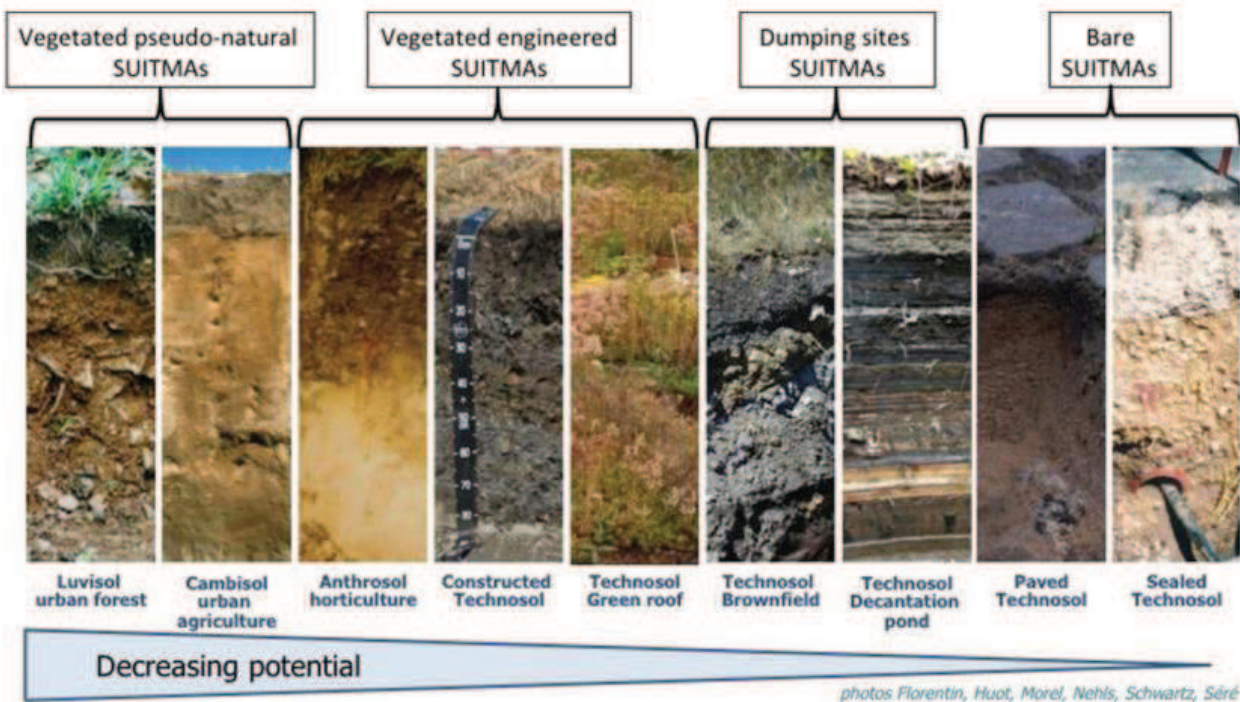 Vegetated pseudo-natural
SUITMAs
Vegetated engineered
SUITMAs
Dumping sites
SUITMAs
Bare
SUITMAs
Luvisol
urban forest
Cambisol
urban
agriculture
Anthrosol
horticulture
Constructed
Technosol
Technosol
Green roof
Technosol
Brownfield
Technosol
Decantation
pond
Paved
Technosol
Sealed
Technosol
Decreasing potential
photos Florentin, Huot, Morel, Nehls, Schwartz, Séré